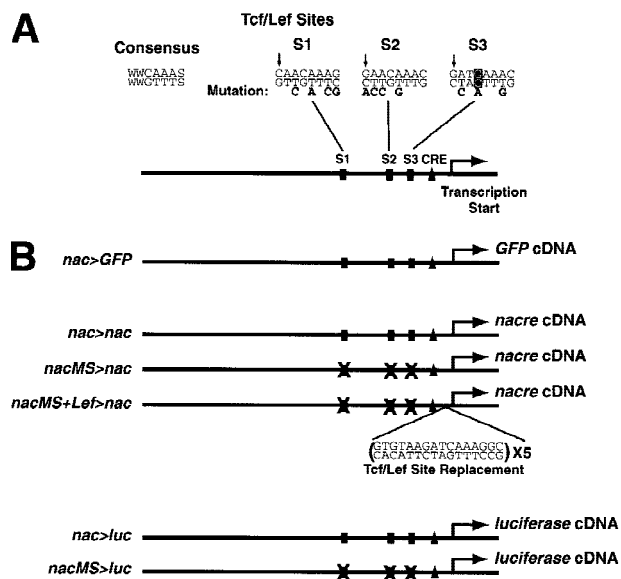 A
Tcf/Lef Sites
Consensus
S1
S2
S3
WWCAAAS
WWGTTTS
CAACAAAG
GTTGTTTC
GAACAAAC
CTTGTTTG
Mutation:
C A CG
ACC G
C A G
S1
S2
S3
CRE
Transcription
Start
B
nac>GFP
GFP cDNA
nac>nac
nacre cDNA
nacMS>nac
nacre cDNA
nacMS+Lef>nac
nacre cDNA
(GTGTAAGATCAAAGGC
CACATTCTAGTTTCCG) X5
Tcf/Lef Site Replacement
nac>luc
luciferase cDNA
nacMS>luc
luciferase cDNA